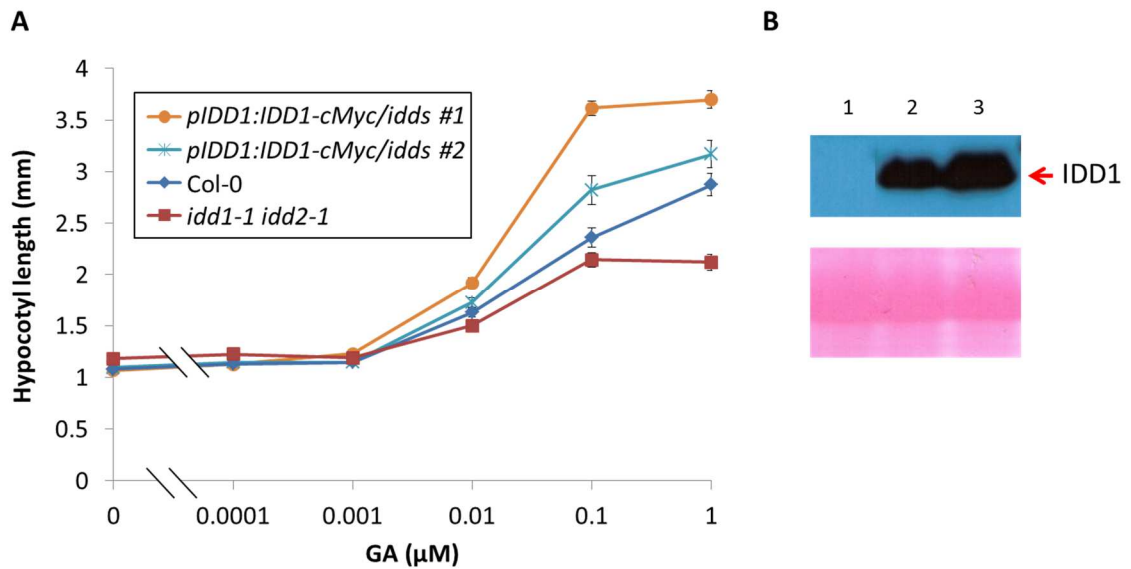 A
Hypocotyl length (mm)
4
3.5
3
2.5
2
1.5
1
0.5
0
pIDD1:IDD1-cMyc/idds #1
pIDD1:IDD1-cMyc/idds #2
Col-0
idd1-1 idd2-1
0 0.0001 0.001 0.01 0.1 1
GA (µM)
B
1 2 3
IDD1